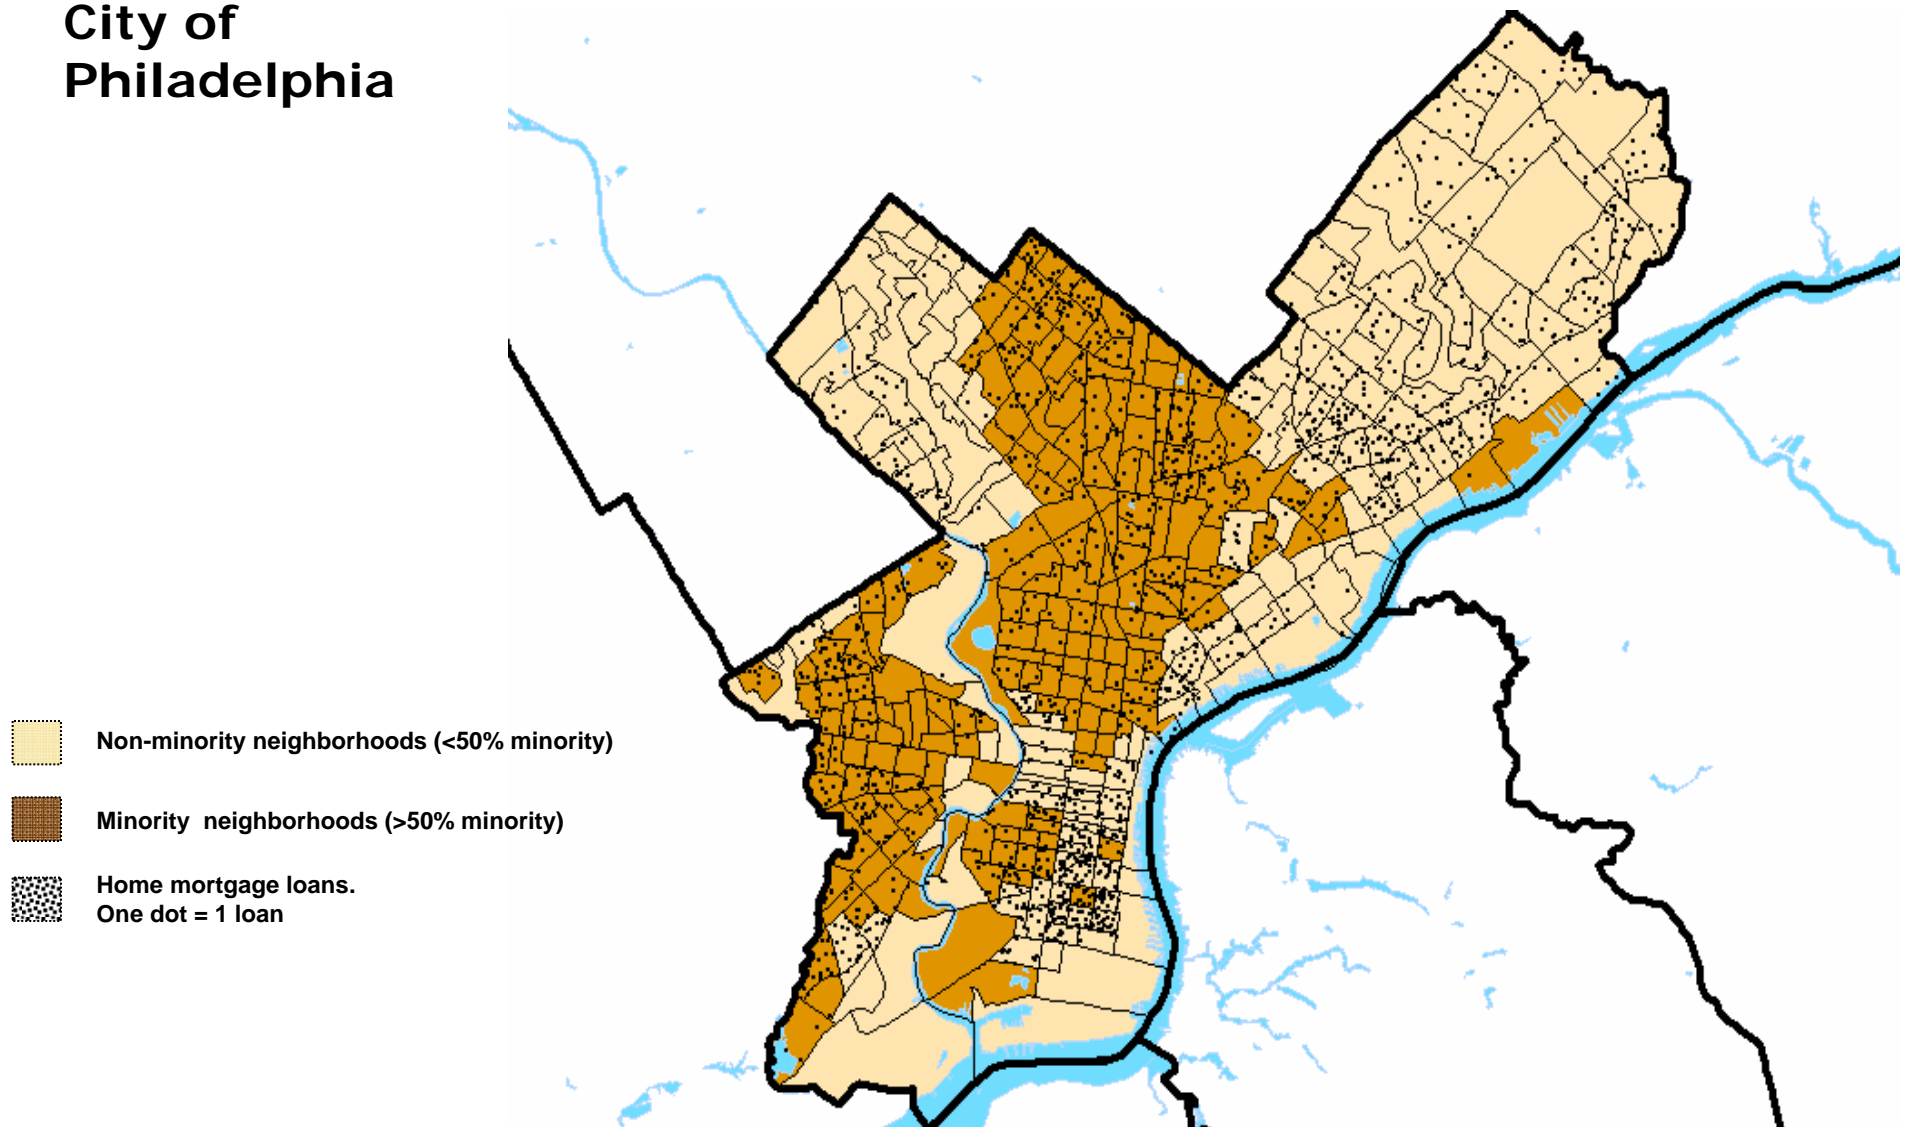 City of
Philadelphia
Non-minority neighborhoods (<50% minority)
Minority  neighborhoods (>50% minority)
Home mortgage loans.
One dot = 1 loan